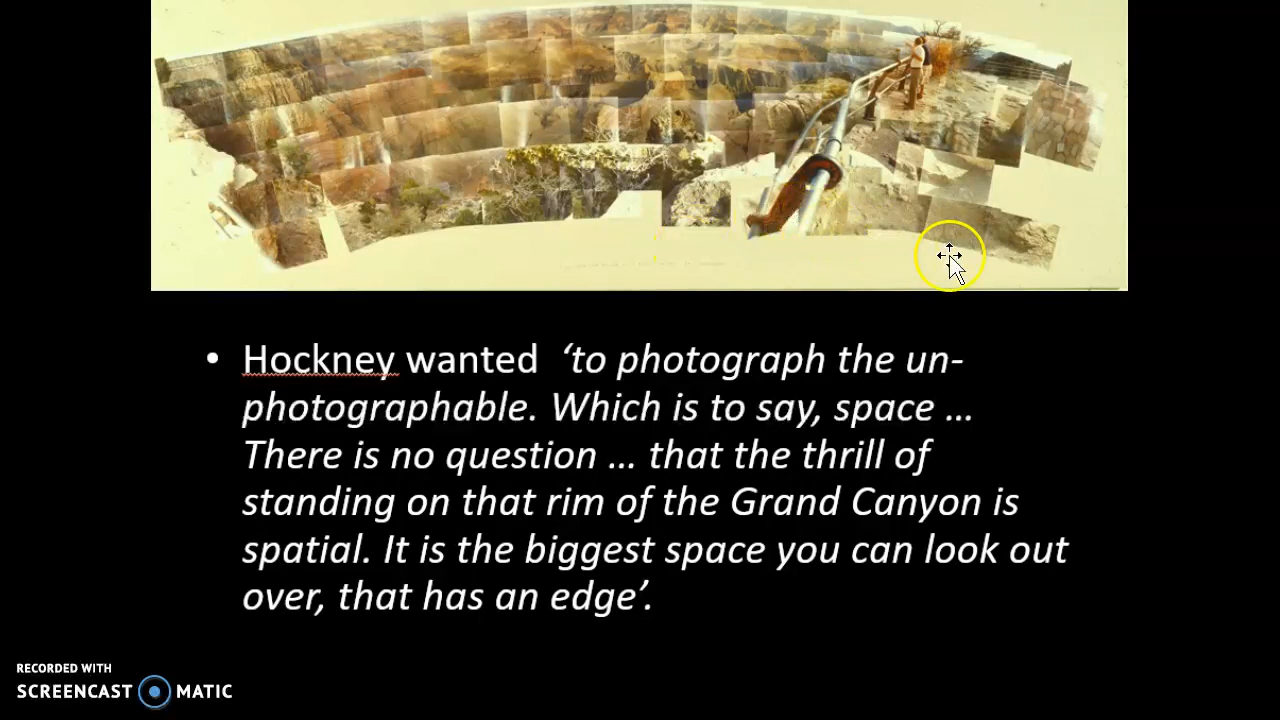 • Hockney wanted ‘to photograph the un-
photographable. Which is to say, space …
There is no question … that the thrill of
standing on that rim of the Grand Canyon is
spatial. It is the biggest space you can look out
over, that has an edge’.
RECORDED WITH
SCREENCAST MATIC